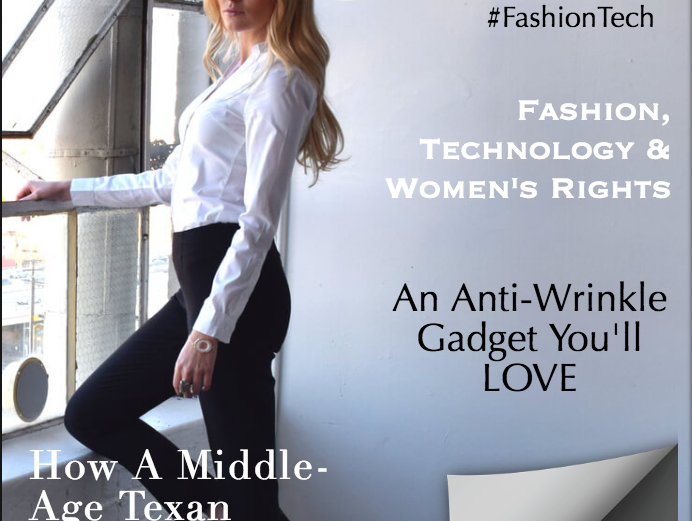 #FashionTech
FASHION,
TECHNOLOGY &
WOMEN'S RIGHTS
An Anti-Wrinkle
Gadget You'll
LOVE
How A Middle-
Age Texan